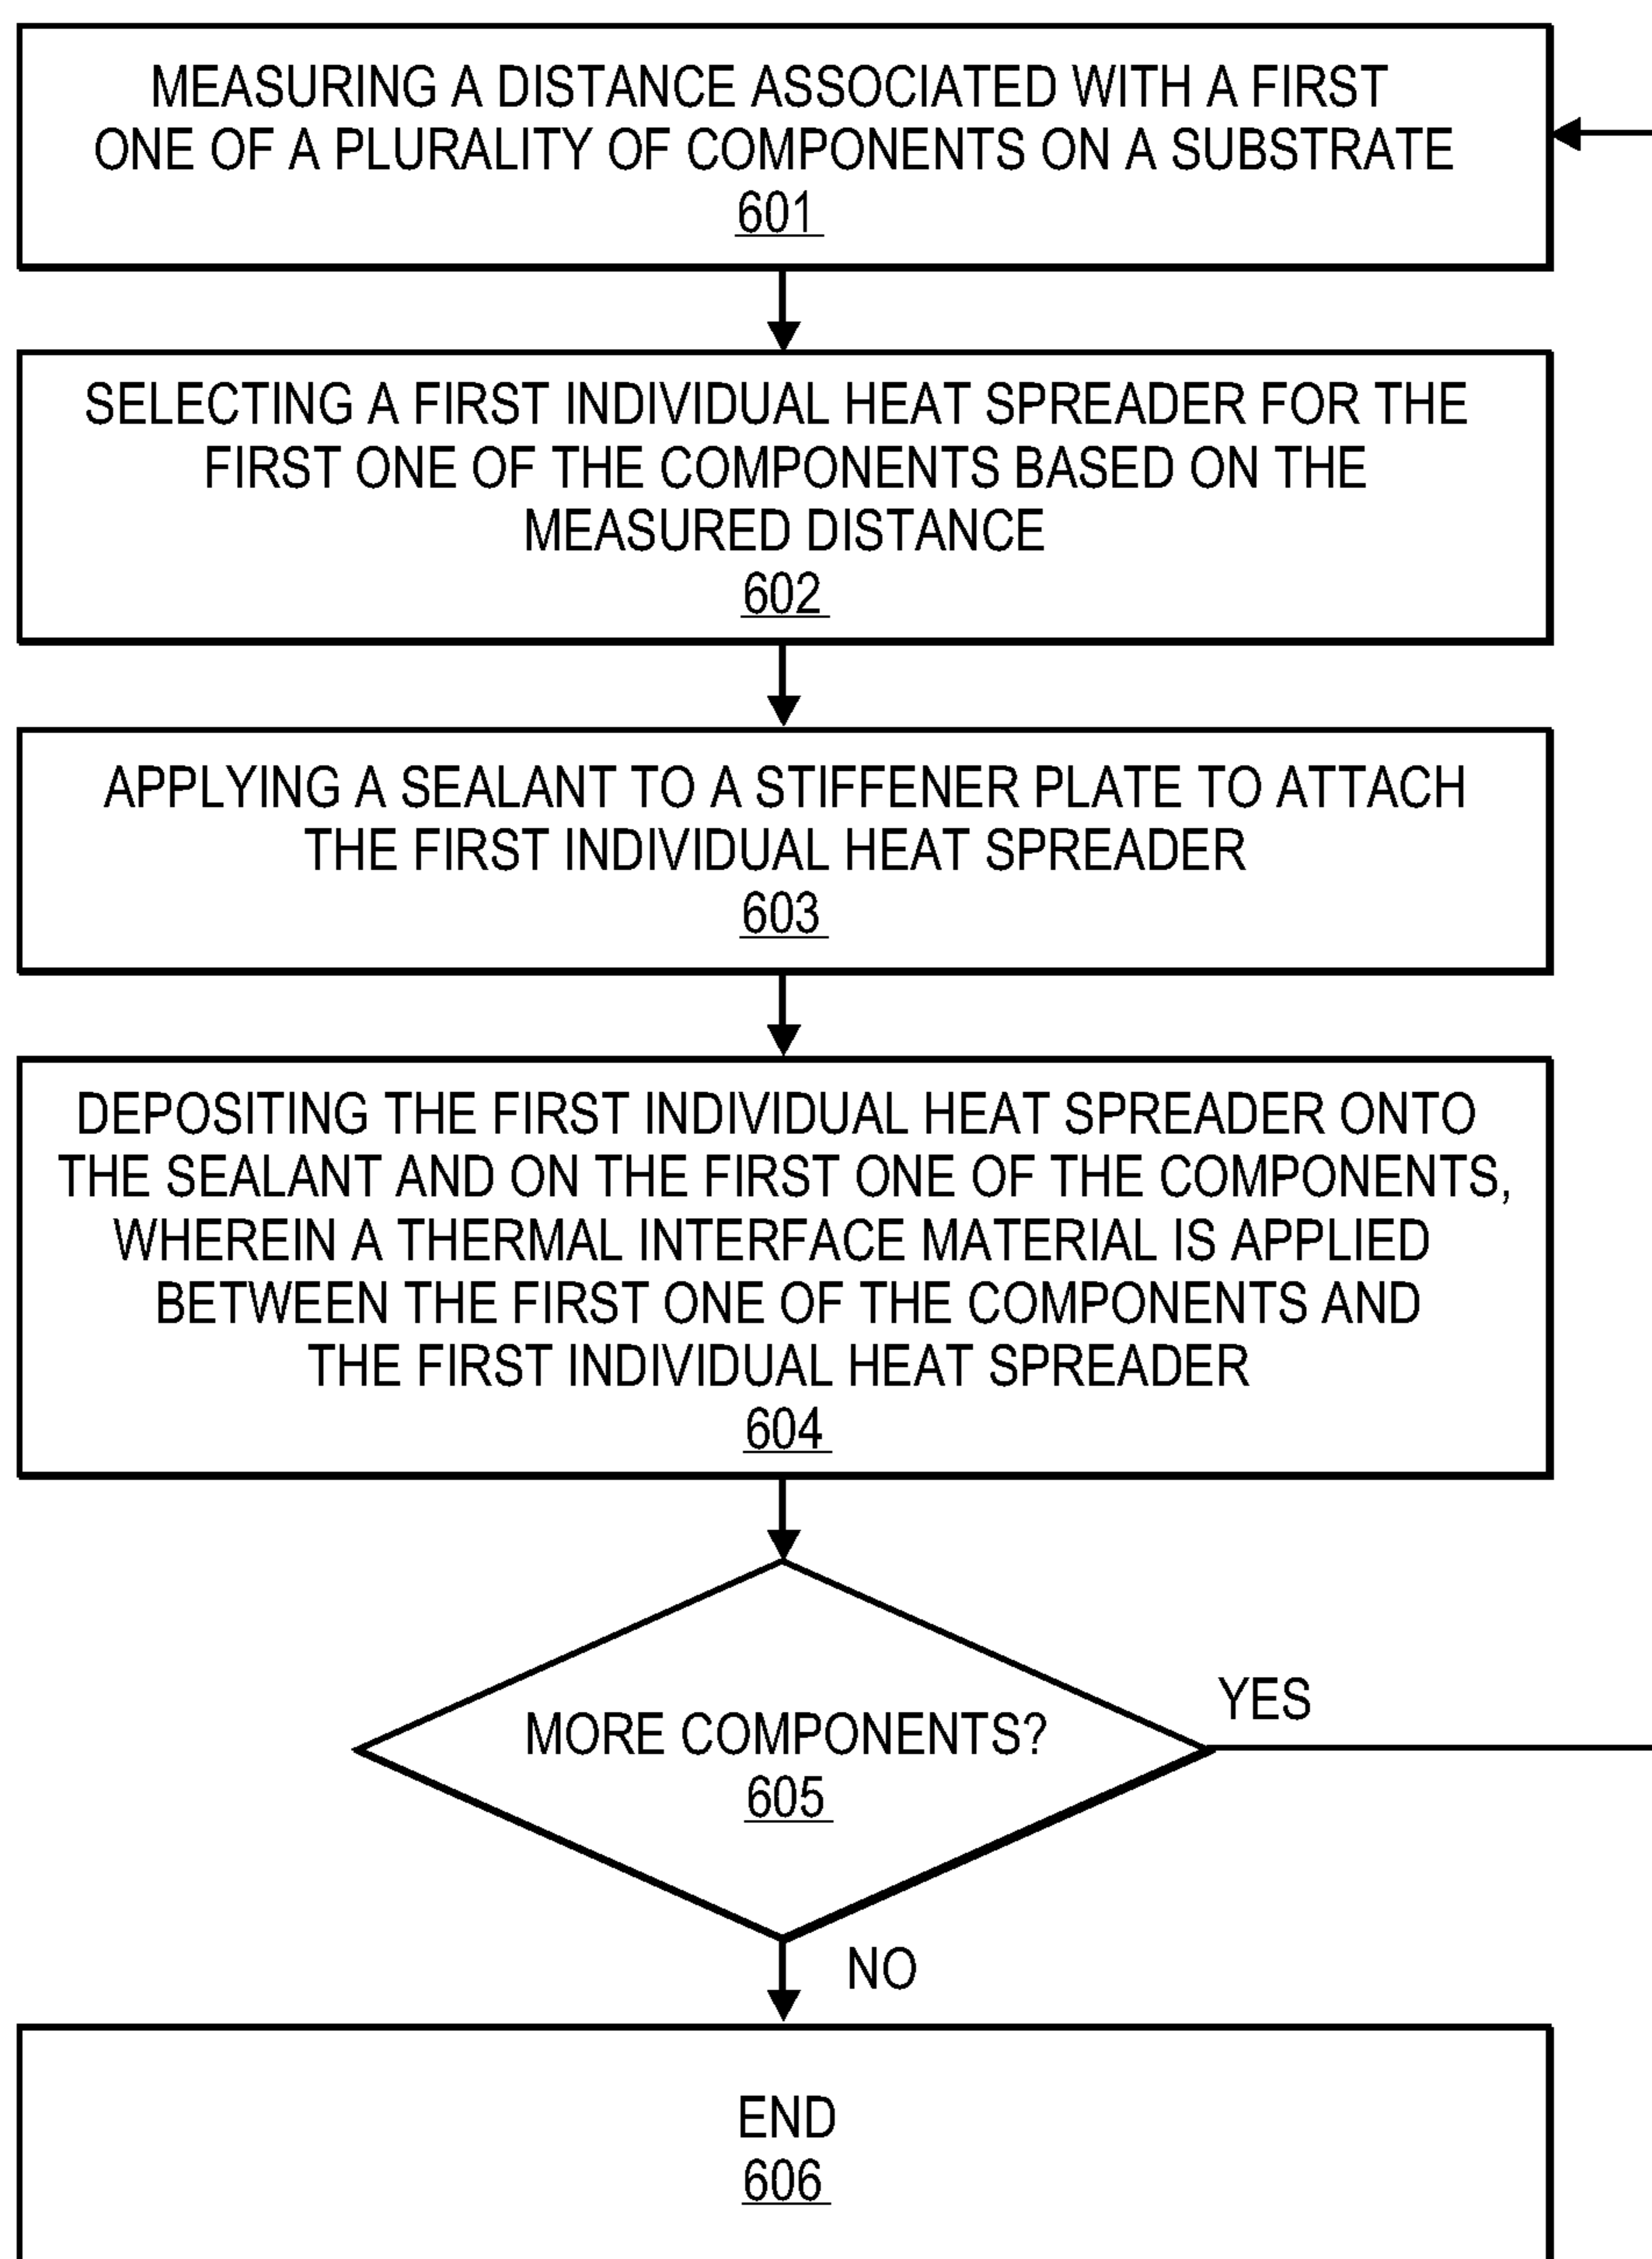 MEASURING A DISTANCE ASSOCIATED WITH A FIRST
ONE OF A PLURALITY OF COMPONENTS ON A SUBSTRATE
601
SELECTING A FIRST INDIVIDUAL HEAT SPREADER FOR THE
FIRST ONE OF THE COMPONENTS BASED ON THE
MEASURED DISTANCE
602
APPLYING A SEALANT TO A STIFFENER PLATE TO ATTACH
THE FIRST INDIVIDUAL HEAT SPREADER
603
DEPOSITING THE FIRST INDIVIDUAL HEAT SPREADER ONTO
THE SEALANT AND ON THE FIRST ONE OF THE COMPONENTS,
WHEREIN A THERMAL INTERFACE MATERIAL IS APPLIED
BETWEEN THE FIRST ONE OF THE COMPONENTS AND
THE FIRST INDIVIDUAL HEAT SPREADER
604
YES
MORE COMPONENTS?
605
NO
END
606